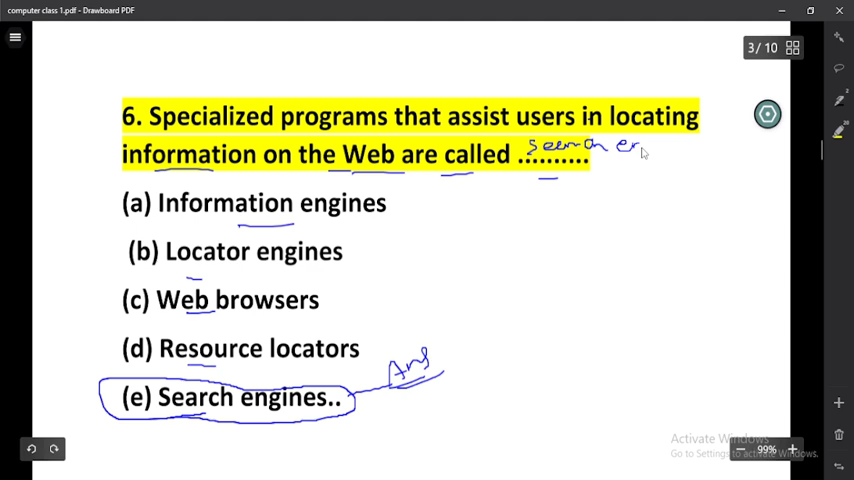 computer class 1.pdf - Drawboard PDF
3 / 10
6. Specialized programs that assist users in locating
information on the Web are called ..........
(a) Information engines
(b) Locator engines
(c) Web browsers
(d) Resource locators
Ans
(e) Search engines..
Activate Windows
Go to Settings to activate Windows.
99%